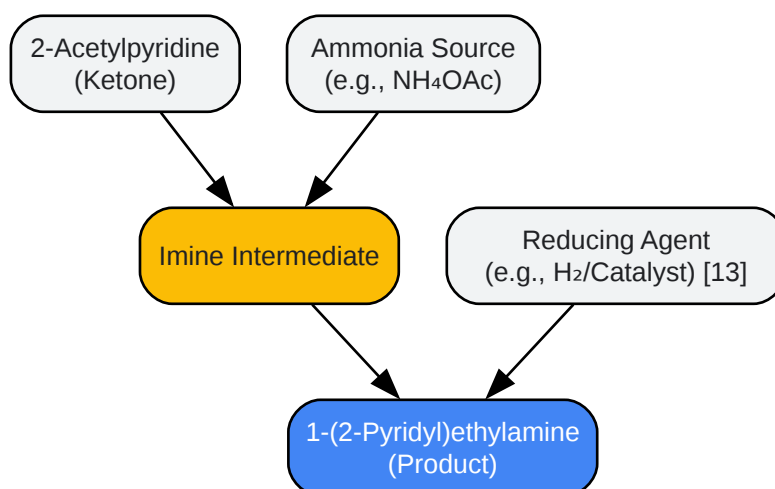 2-Acetylpyridine
(Ketone)
Ammonia Source
(e.g., NH₄OAc)
Imine Intermediate
Reducing Agent
(e.g., H₂/Catalyst) [13]
1-(2-Pyridyl)ethylamine
(Product)